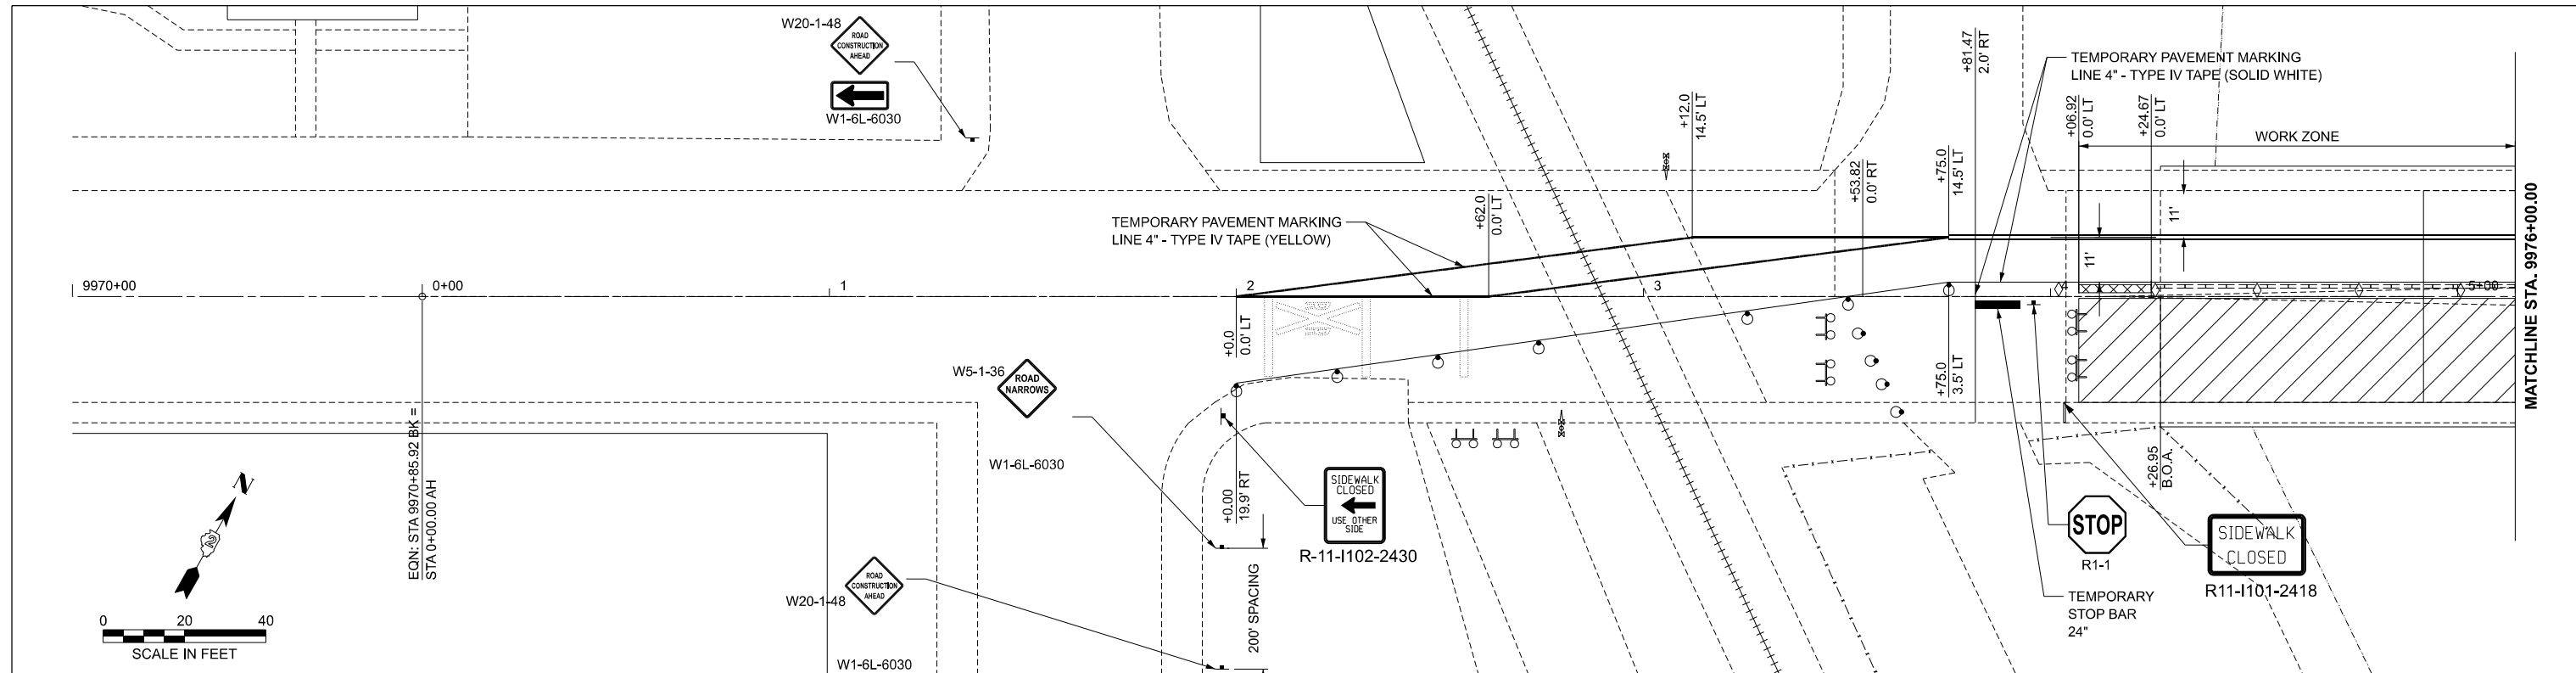 W20-1-48
ROAD
CONSTRUCTION
AHEAD
W1-6L-6030
+81.47
2.0' RT
TEMPORARY PAVEMENT MARKING
LINE 4" - TYPE IV TAPE (SOLID WHITE)
+12.0
14.5' LT
+06.92
0.0' LT
+24.67
0.0' LT
WORK ZONE
+53.82
0.0' RT
+75.0
14.5' LT
11'
TEMPORARY PAVEMENT MARKING
LINE 4" - TYPE IV TAPE (YELLOW)
+62.0
0.0' LT
11'
9970+00
0+00
1
2
3
4
5+00
MATCHLINE STA. 9976+00.00
+0.0
0.0' LT
W5-1-36
ROAD
NARROWS
+75.0
3.5' LT
EQN: STA 9970+85.92 BK =
STA 0+00.00 AH
W1-6L-6030
+0.00
19.9' RT
SIDEWALK
CLOSED
USE OTHER
SIDE
R-11-I102-2430
+26.95
B.O.A.
STOP
R1-1
SIDEWALK
CLOSED
R11-I101-2418
N
W20-1-48
ROAD
CONSTRUCTION
AHEAD
200' SPACING
TEMPORARY
STOP BAR
24"
0 20 40
SCALE IN FEET
W1-6L-6030